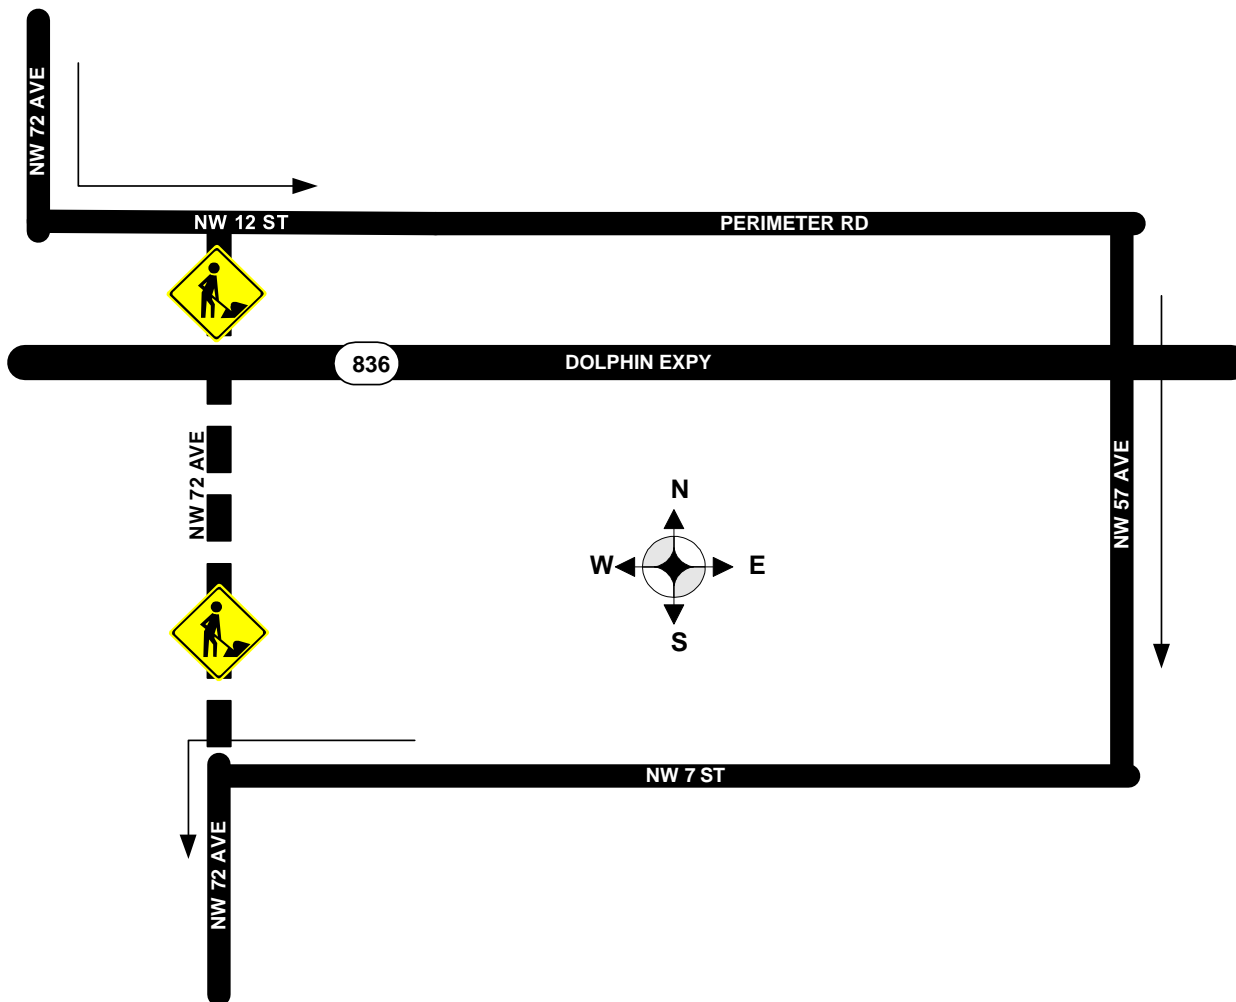 NW 72 AVE
NW 12 ST
PERIMETER RD
836
DOLPHIN EXPY
NW 72 AVE
NW 57 AVE
N
W
E
S
NW 7 ST
NW 72 AVE